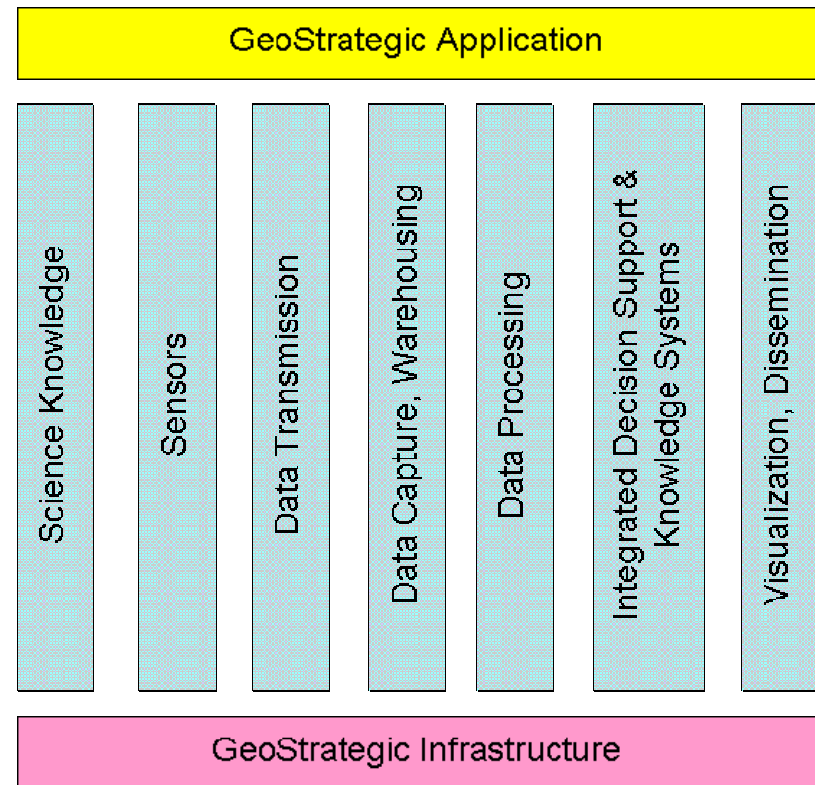 GeoStrategic Application
Science Knowledge
Sensors
Data Transmission
Data Capture, Warehousing
Data Processing
Integrated Decision Support &
Knowledge Systems
Visualization, Dissemination
GeoStrategic Infrastructure